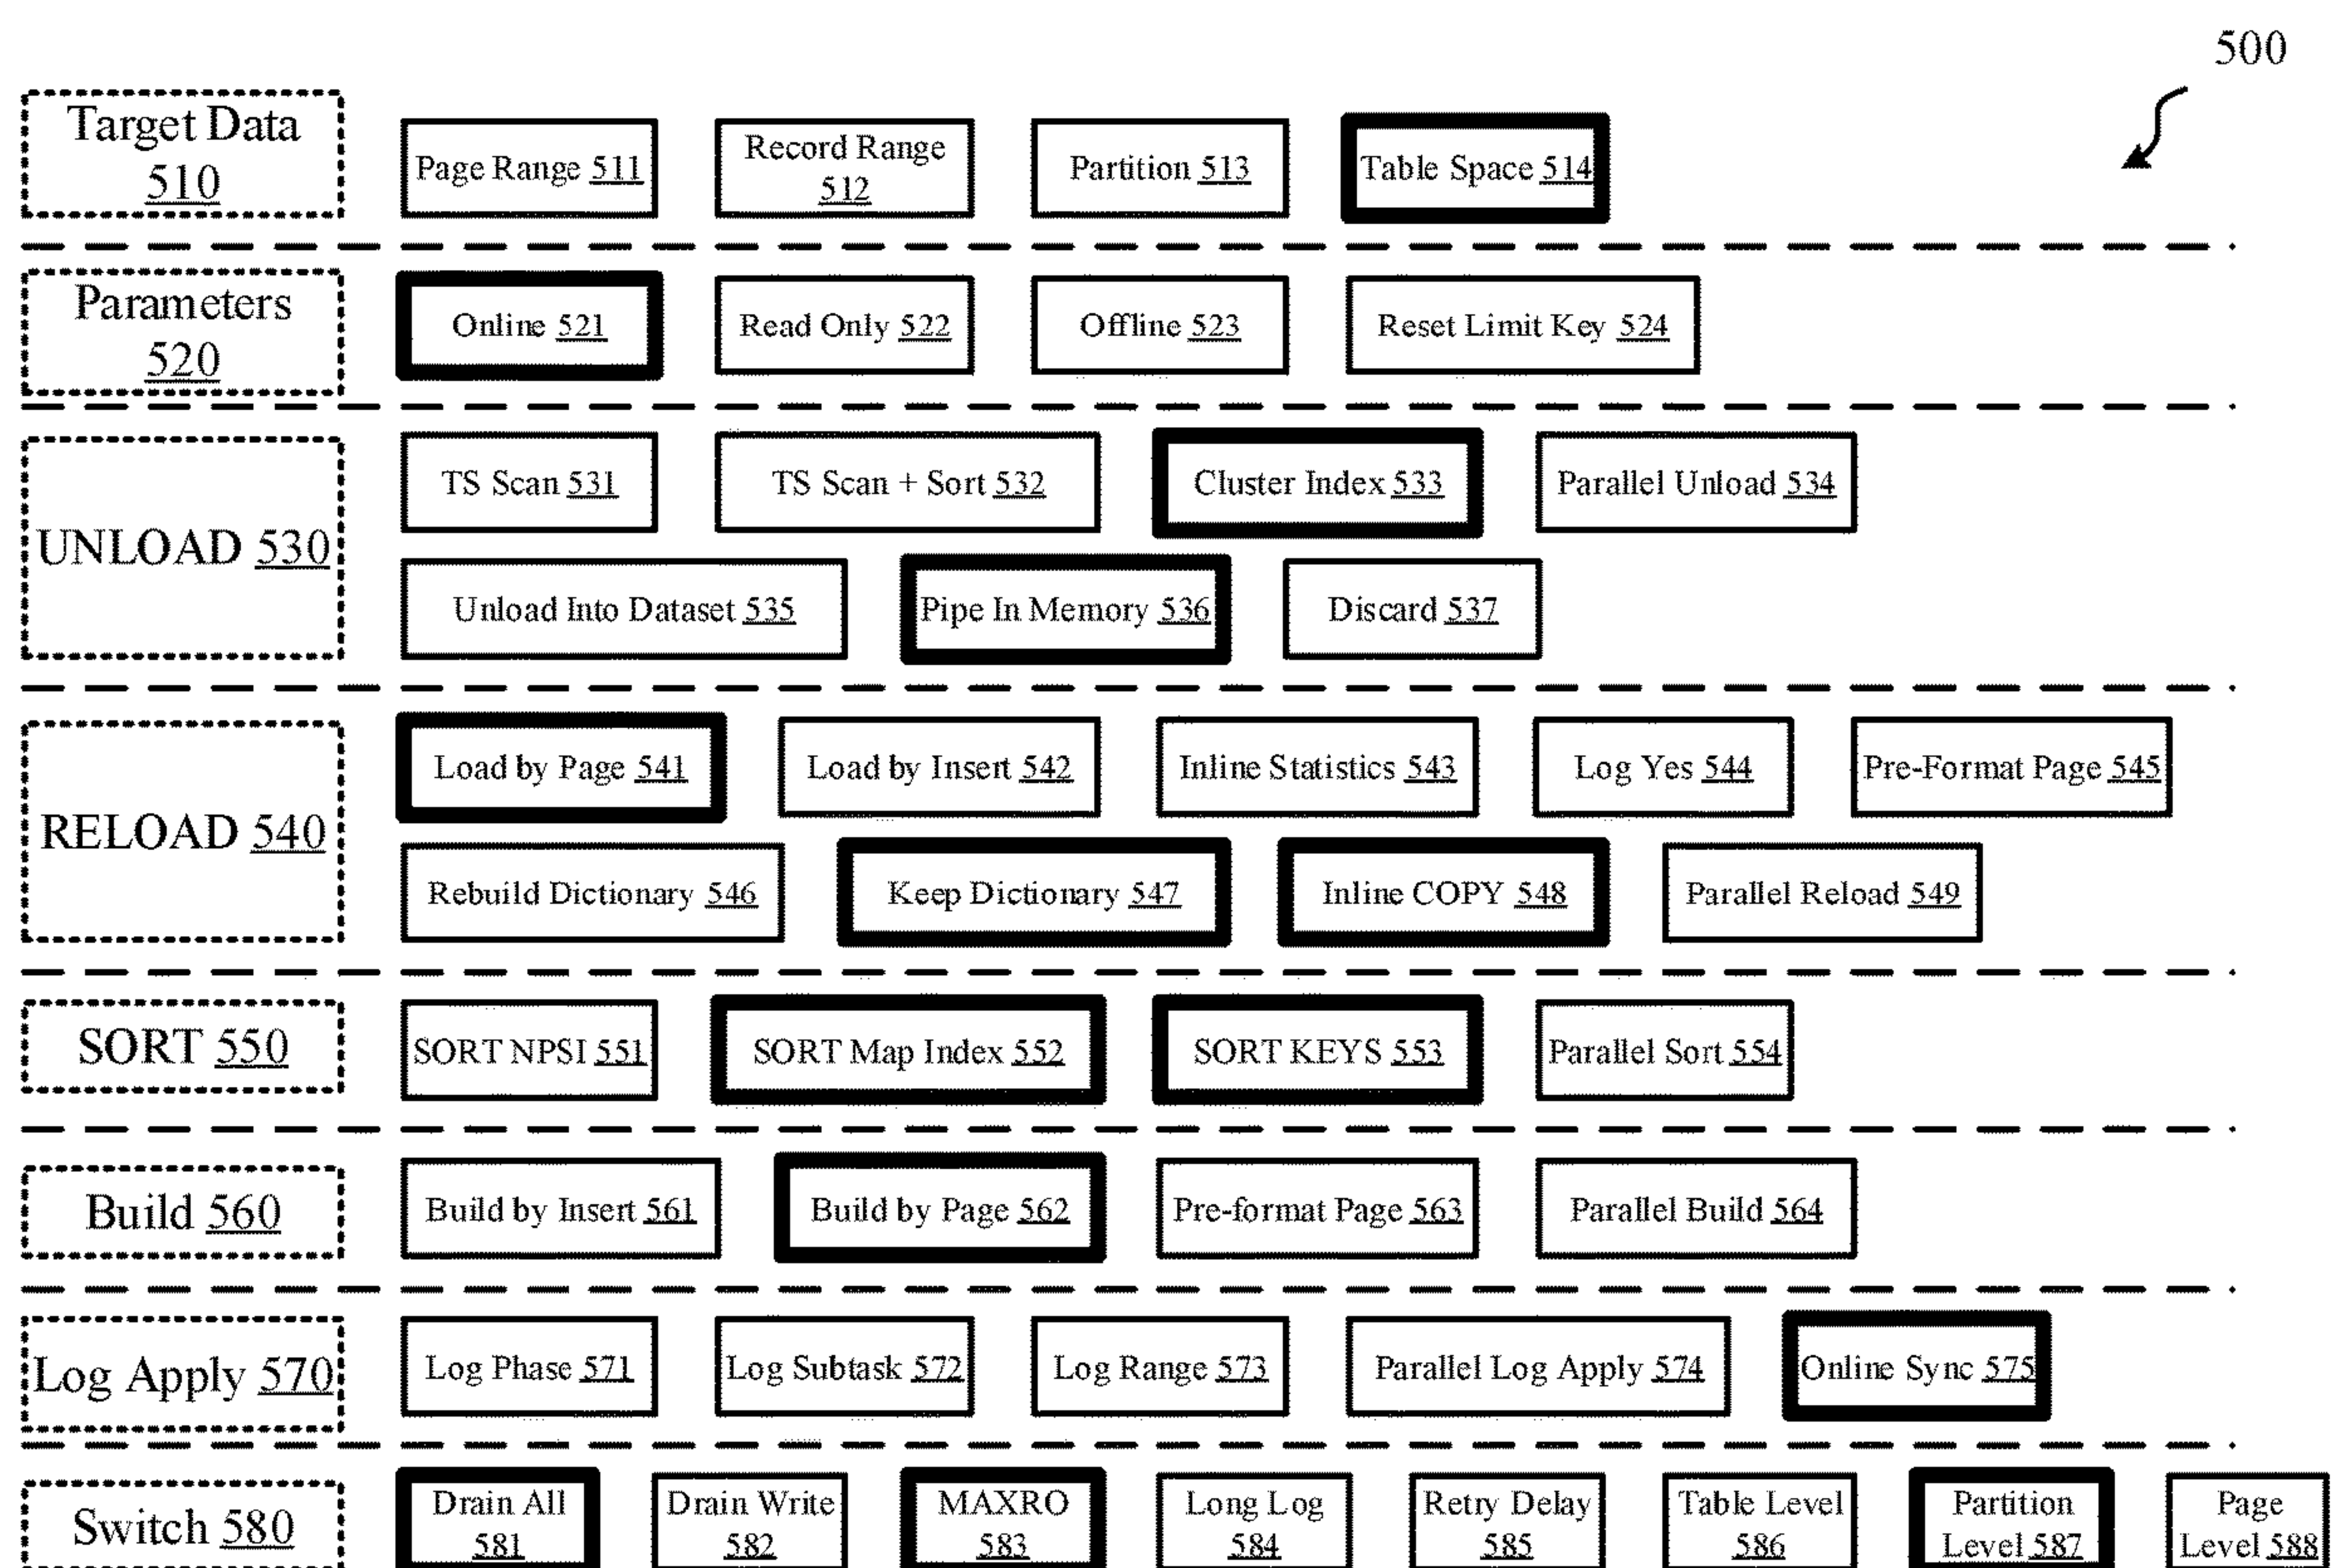 500
Target Data
510
Page Range 511
Record Range
512
Partition 513
Table Space 514
Parameters
520
Online 521
Read Only 522
Offline 523
Reset Limit Key 524
UNLOAD 530
TS Scan 531
TS Scan + Sort 532
Cluster Index 533
Parallel Unload 534
Unload Into Dataset 535
Pipe In Memory 536
Discard 537
RELOAD 540
Load by Page 541
Load by Insert 542
Inline Statistics 543
Log Yes 544
Pre-Format Page 545
Rebuild Dictionary 546
Keep Dictionary 547
Inline COPY 548
Parallel Reload 549
SORT 550
SORT NPSI 551
SORT Map Index 552
SORT KEYS 553
Parallel Sort 554
Build 560
Build by Insert 561
Build by Page 562
Pre-format Page 563
Parallel Build 564
Log Apply 570
Log Phase 571
Log Subtask 572
Log Range 573
Parallel Log Apply 574
Online Sync 575
Switch 580
Drain All
581
Drain Write
582
MAXRO
583
Long Log
584
Retry Delay
585
Table Level
586
Partition
Level 587
Page
Level 588